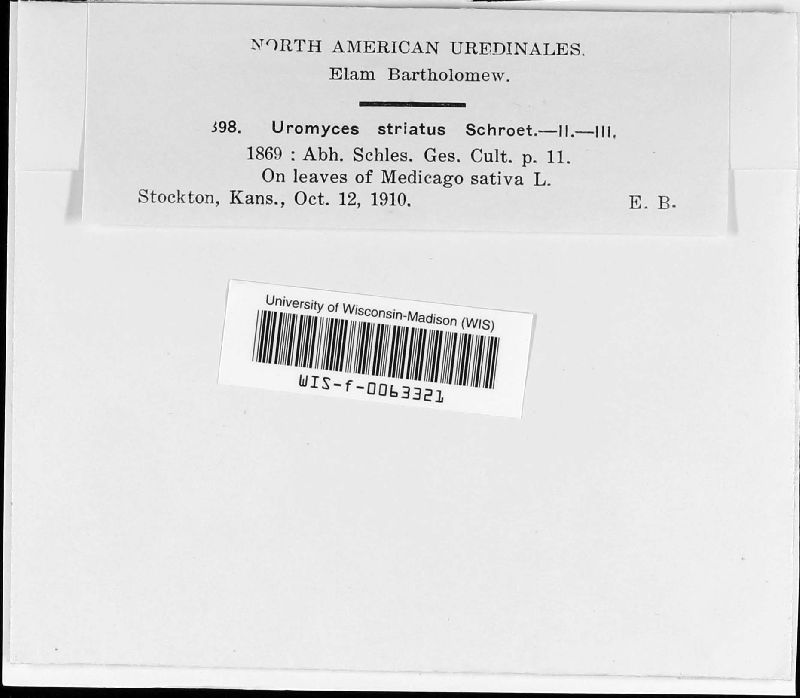 NORTH AMERICAN UREDINALES.
Elam Bartholomew.
398. Uromyces striatus Schroet.—II.—III.
1869 : Abh. Schles. Ges. Cult. p. 11.
On leaves of Medicago sativa L.
Stockton, Kans., Oct. 12, 1910. E. B.
University of Wisconsin-Madison (WIS)
WIS-f-0063321